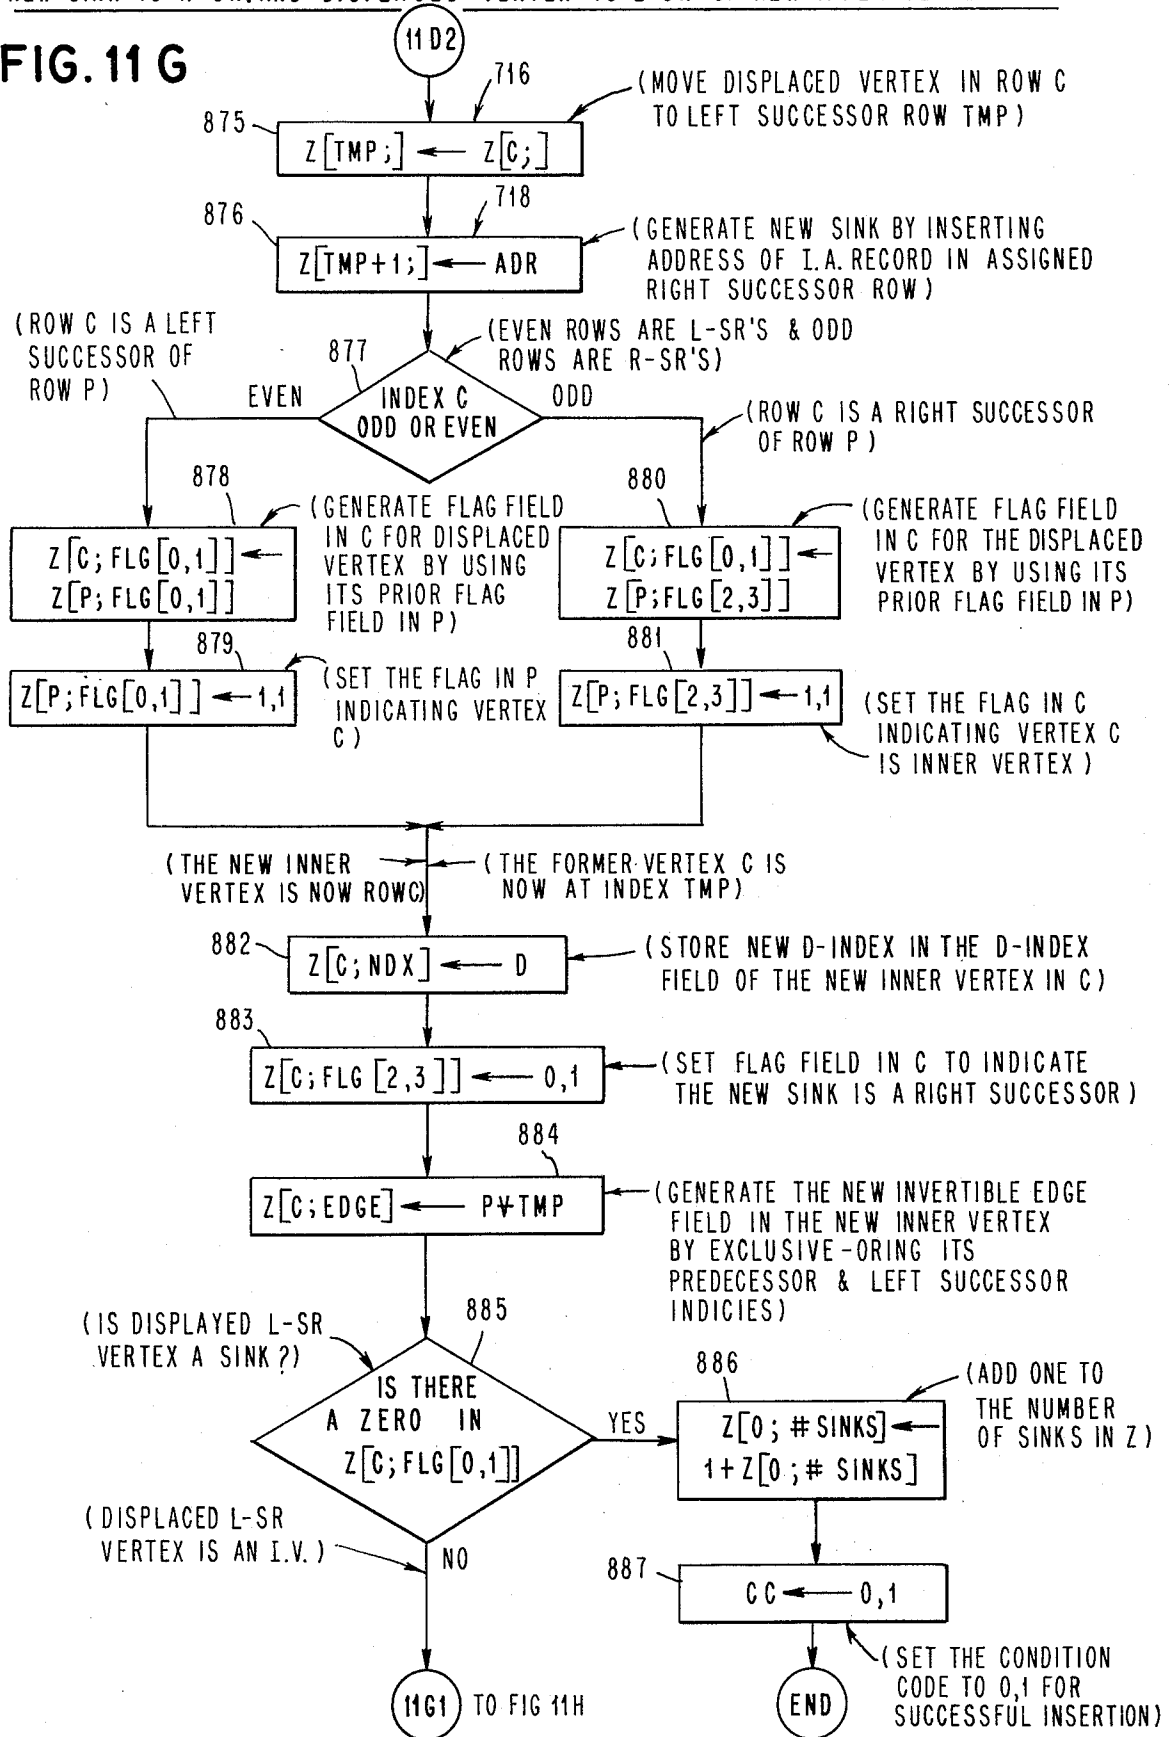 FIG. 11 G
11D2
716
(MOVE DISPLACED VERTEX IN ROW C
TO LEFT SUCCESSOR ROW TMP)
875
Z[TMP;] ← Z[C;]
718
876
Z[TMP+1;] ← ADR
(GENERATE NEW SINK BY INSERTING
ADDRESS OF I.A. RECORD IN ASSIGNED
RIGHT SUCCESSOR ROW)
(ROW C IS A LEFT
SUCCESSOR OF
ROW P)
877
(EVEN ROWS ARE L-SR'S & ODD
ROWS ARE R-SR'S)
EVEN
INDEX C
ODD OR EVEN
ODD
(ROW C IS A RIGHT SUCCESSOR
OF ROW P)
878
Z[C;FLG[0,1]] ←
Z[P;FLG[0,1]]
(GENERATE FLAG FIELD
IN C FOR DISPLACED
VERTEX BY USING
ITS PRIOR FLAG
FIELD IN P)
880
Z[C;FLG[0,1]] ←
Z[P;FLG[2,3]]
(GENERATE FLAG FIELD
IN C FOR THE DISPLACED
VERTEX BY USING ITS
PRIOR FLAG FIELD IN P)
879
Z[P;FLG[0,1]] ← 1,1
(SET THE FLAG IN P
INDICATING VERTEX
C)
881
Z[P;FLG[2,3]] ← 1,1
(SET THE FLAG IN C
INDICATING VERTEX C
IS INNER VERTEX)
(THE NEW INNER
VERTEX IS NOW ROWC)
(THE FORMER VERTEX C IS
NOW AT INDEX TMP)
882
Z[C;NDX] ← D
(STORE NEW D-INDEX IN THE D-INDEX
FIELD OF THE NEW INNER VERTEX IN C)
883
Z[C;FLG[2,3]] ← 0,1
(SET FLAG FIELD IN C TO INDICATE
THE NEW SINK IS A RIGHT SUCCESSOR)
884
Z[C;EDGE] ← P⊻TMP
(GENERATE THE NEW INVERTIBLE EDGE
FIELD IN THE NEW INNER VERTEX
BY EXCLUSIVE-ORING ITS
PREDECESSOR & LEFT SUCCESSOR
INDICIES)
(IS DISPLAYED L-SR
VERTEX A SINK?)
885
IS THERE
A ZERO IN
Z[C;FLG[0,1]]
YES
886
Z[0;# SINKS] ←
1+Z[0;# SINKS]
(ADD ONE TO
THE NUMBER
OF SINKS IN Z)
(DISPLACED L-SR
VERTEX IS AN I.V.)
NO
887
CC ← 0,1
(SET THE CONDITION
CODE TO 0,1 FOR
SUCCESSFUL INSERTION)
11G1 TO FIG 11H
END